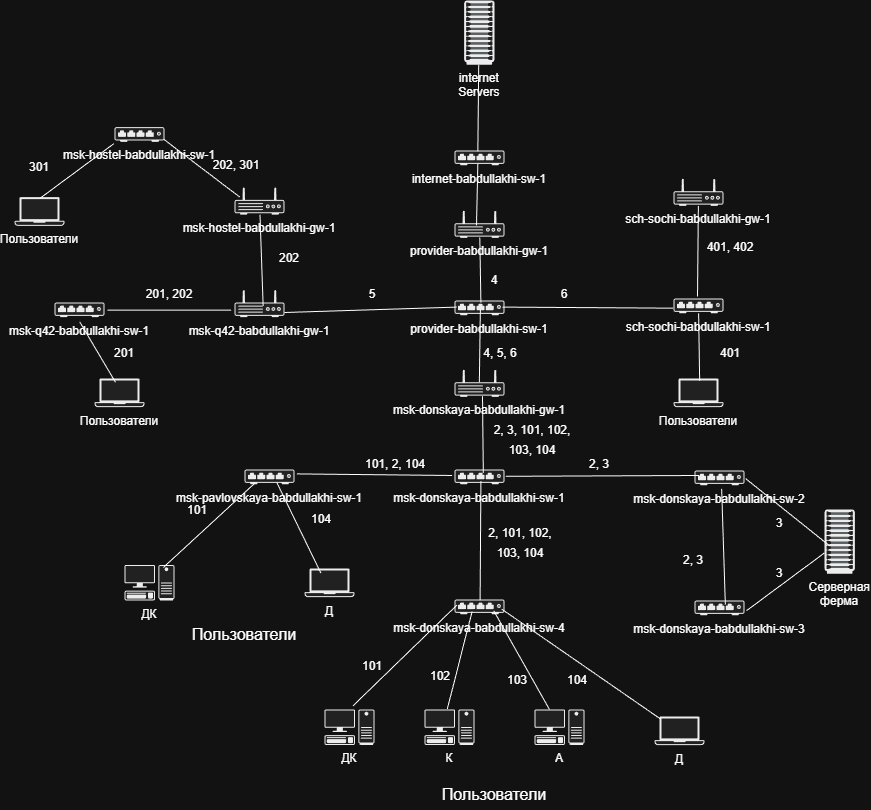 internet
Servers
msk-hostel-babdullakhi-sw-1
202, 301
301
internet-babdullakhi-sw-1
Пользователи
msk-hostel-babdullakhi-gw-1
sch-sochi-babdullakhi-gw-1
provider-babdullakhi-gw-1
401, 402
202
4
201, 202
5
6
msk-q42-babdullakhi-sw-1
msk-q42-babdullakhi-gw-1
provider-babdullakhi-sw-1
sch-sochi-babdullakhi-sw-1
201
4, 5, 6
401
Пользователи
msk-donskaya-babdullakhi-gw-1
Пользователи
2, 3, 101, 102,
103, 104
101, 2, 104
2, 3
msk-pavlovskaya-babdullakhi-sw-1
msk-donskaya-babdullakhi-sw-1
msk-donskaya-babdullakhi-sw-2
101
104
3
2, 101, 102,
103, 104
2, 3
3
Серверная
ферма
ДК
Д
Пользователи
msk-donskaya-babdullakhi-sw-4
msk-donskaya-babdullakhi-sw-3
101
102
103
104
ДК
К
А
Д
Пользователи